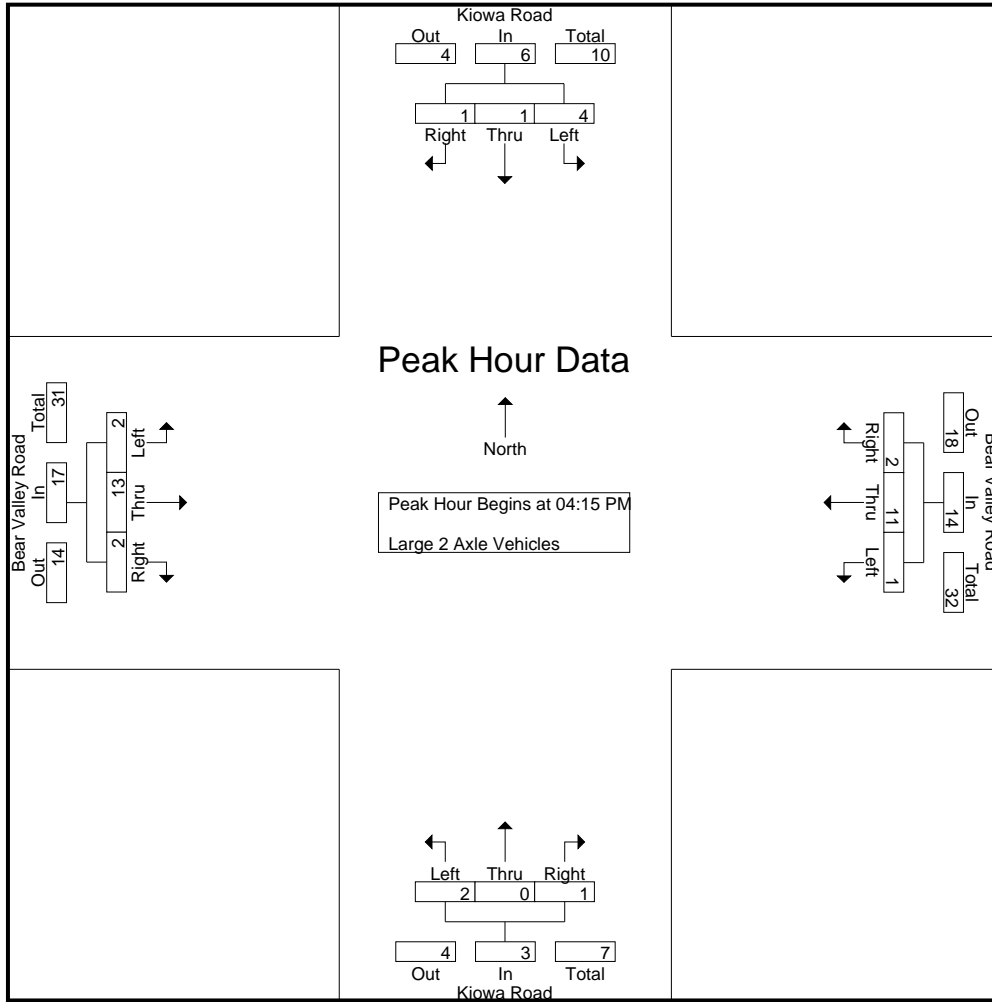 Kiowa Road
Out In Total
4 6 10
1 1 4
Right Thru Left
Peak Hour Data
North
Peak Hour Begins at 04:15 PM
Large 2 Axle Vehicles
Bear Valley Road
Out In Total
14 17 31
Left Thru Right
2 13 2
Bear Valley Road
Out In Total
18 14 32
Right Thru Left
2 11 1
Left Thru Right
2 0 1
4 3 7
Out In Total
Kiowa Road